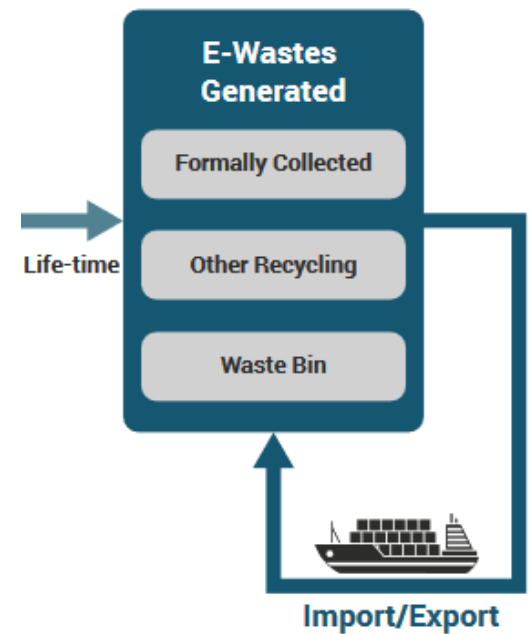 E-Wastes
Generated
Formally Collected
Life-time
Other Recycling
Waste Bin
Import/Export